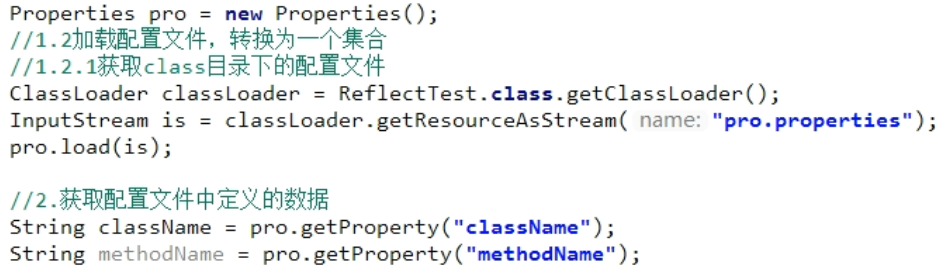 Properties pro = new Properties();
//1.2加载配置文件，转换为一个集合
//1.2.1获取class目录下的配置文件
ClassLoader classLoader = ReflectTest.class.getClassLoader();
InputStream is = classLoader.getResourceAsStream( name: "pro.properties");
pro.load(is);
//2.获取配置文件中定义的数据
String className = pro.getProperty("className");
String methodName = pro.getProperty("methodName");